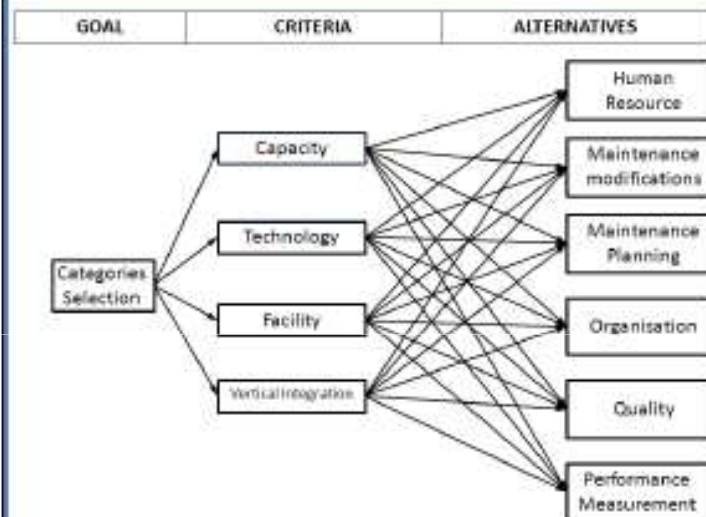 GOAL
CRITERIA
ALTERNATIVES
Human
Resource
Capacity
Maintenance
modifications
Technology
Maintenance
Planning
Categories
Selection
Facility
Organisation
Vertical Integration
Quality
Performance
Measurement